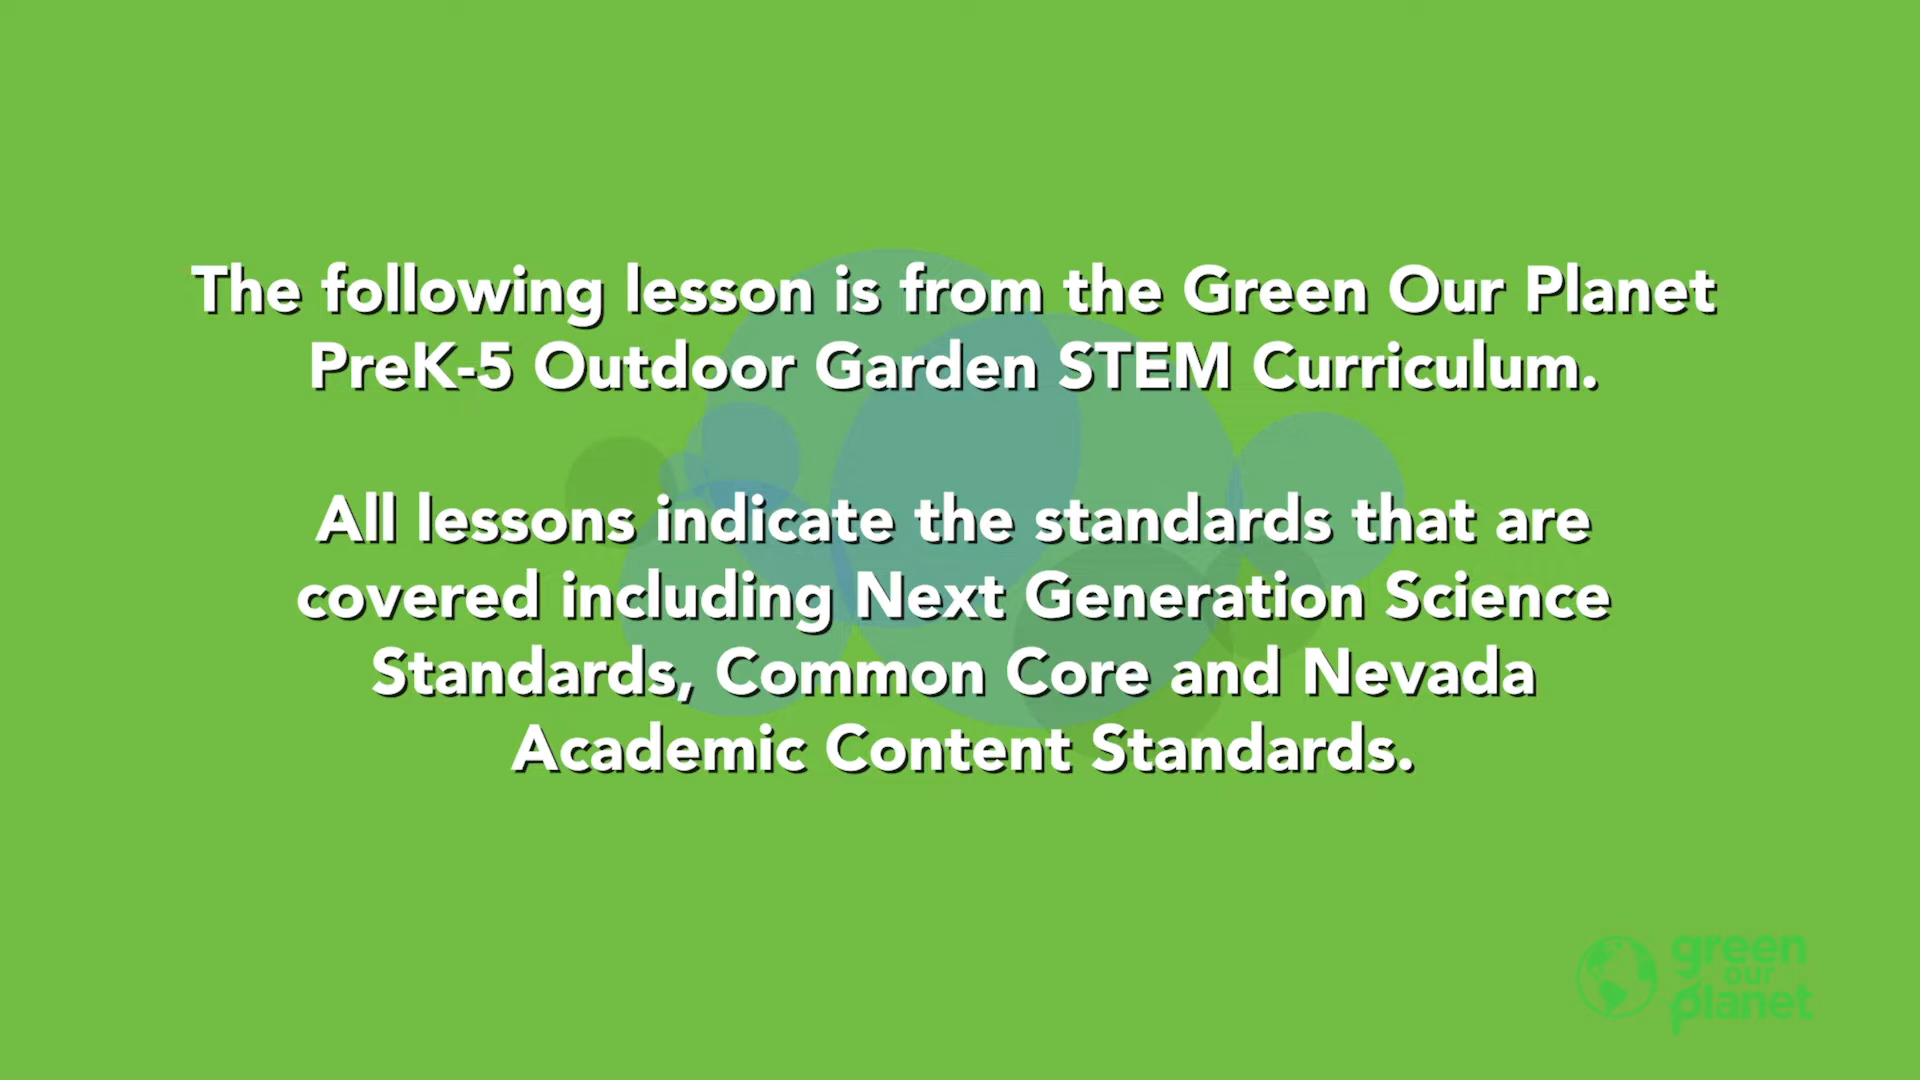 The following lesson is from the Green Our Planet
PreK-5 Outdoor Garden STEM Curriculum.
All lessons indicate the standards that are
covered including Next Generation Science
Standards, Common Core and Nevada
Academic Content Standards.
green
our
planet